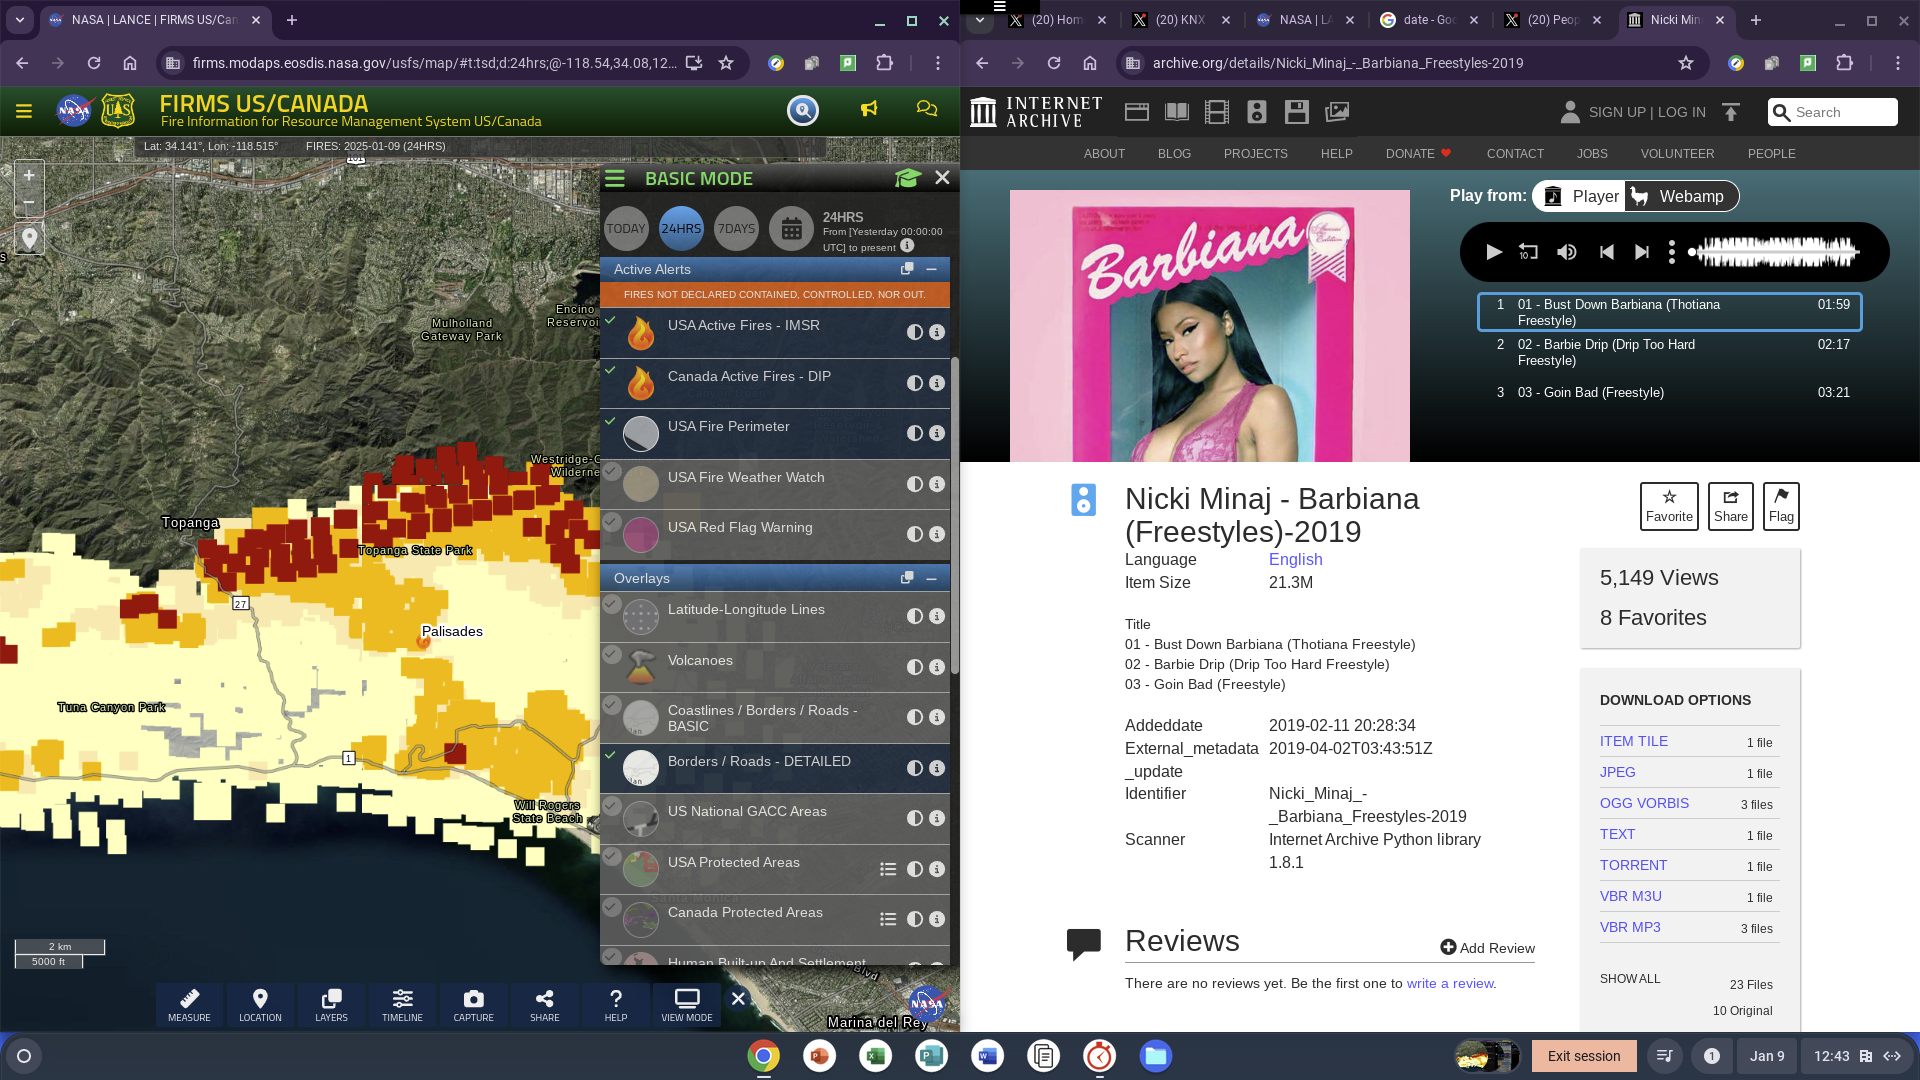 NASA | LANCE | FIRMS US/Can
firms.modaps.eosdis.nasa.gov/usfs/map/#t:tsd;d:24hrs;@-118.54,34.08,12...
FIRMS US/CANADA
Fire Information for Resource Management System US/Canada
Lat: 34.141°, Lon: -118.515°
FIRES: 2025-01-09 (24HRS)
101
+
−
Encino
Reservoi
Mulholland
Gateway Park
Westridge-C
Wilderne
Topanga
Topanga State Park
27
Palisades
Tuna Canyon Park
1
Will Rogers
State Beach
2 km
5000 ft
Marina del Rey
BASIC MODE
TODAY
24HRS
7DAYS
24HRS
From [Yesterday 00:00:00
UTC] to present
Active Alerts
FIRES NOT DECLARED CONTAINED, CONTROLLED, NOR OUT.
USA Active Fires - IMSR
Canada Active Fires - DIP
USA Fire Perimeter
USA Fire Weather Watch
USA Red Flag Warning
Overlays
Latitude-Longitude Lines
Volcanoes
Coastlines / Borders / Roads -
BASIC
Borders / Roads - DETAILED
US National GACC Areas
USA Protected Areas
Canada Protected Areas
Human Built-up And Settlement
MEASURE
LOCATION
LAYERS
TIMELINE
CAPTURE
SHARE
HELP
VIEW MODE
(20) Hom
(20) KNX
NASA | LA
date - Goo
(20) Peop
Nicki Min
archive.org/details/Nicki_Minaj_-_Barbiana_Freestyles-2019
INTERNET
ARCHIVE
SIGN UP | LOG IN
Search
ABOUT
BLOG
PROJECTS
HELP
DONATE
CONTACT
JOBS
VOLUNTEER
PEOPLE
Barbiana
Special
Edition
Play from:
Player
Webamp
10
1 01 - Bust Down Barbiana (Thotiana
Freestyle) 01:59
2 02 - Barbie Drip (Drip Too Hard
Freestyle) 02:17
3 03 - Goin Bad (Freestyle) 03:21
Nicki Minaj - Barbiana
(Freestyles)-2019
Language English
Item Size 21.3M
Title
01 - Bust Down Barbiana (Thotiana Freestyle)
02 - Barbie Drip (Drip Too Hard Freestyle)
03 - Goin Bad (Freestyle)
Addeddate 2019-02-11 20:28:34
External_metadata 2019-04-02T03:43:51Z
_update
Identifier Nicki_Minaj_-
_Barbiana_Freestyles-2019
Scanner Internet Archive Python library
1.8.1
Reviews
Add Review
There are no reviews yet. Be the first one to write a review.
Favorite
Share
Flag
5,149 Views
8 Favorites
DOWNLOAD OPTIONS
ITEM TILE 1 file
JPEG 1 file
OGG VORBIS 3 files
TEXT 1 file
TORRENT 1 file
VBR M3U 1 file
VBR MP3 3 files
SHOW ALL 23 Files
10 Original
Exit session
1
Jan 9
12:43